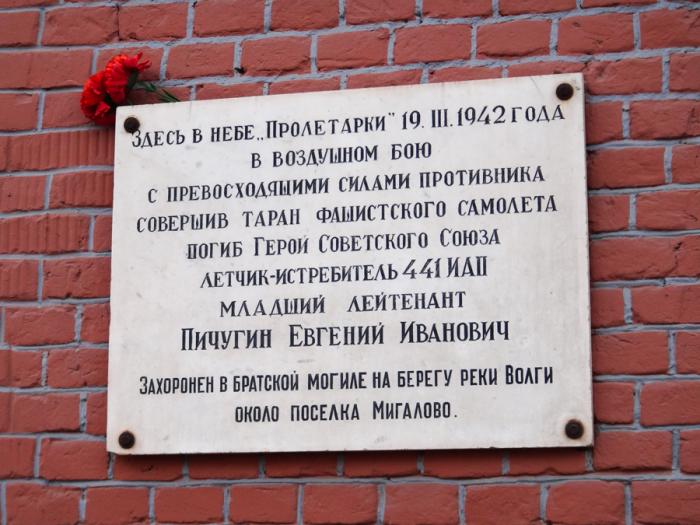 Здесь в небе „Пролетарки" 19.III.1942 года
в воздушном бою
с превосходящими силами противника
совершив таран фашистского самолета
погиб Герой Советского Союза
летчик-истребитель 441 ИАП
младший лейтенант
Пичугин Евгений Иванович
Захоронен в братской могиле на берегу реки Волги
около поселка Мигалово.